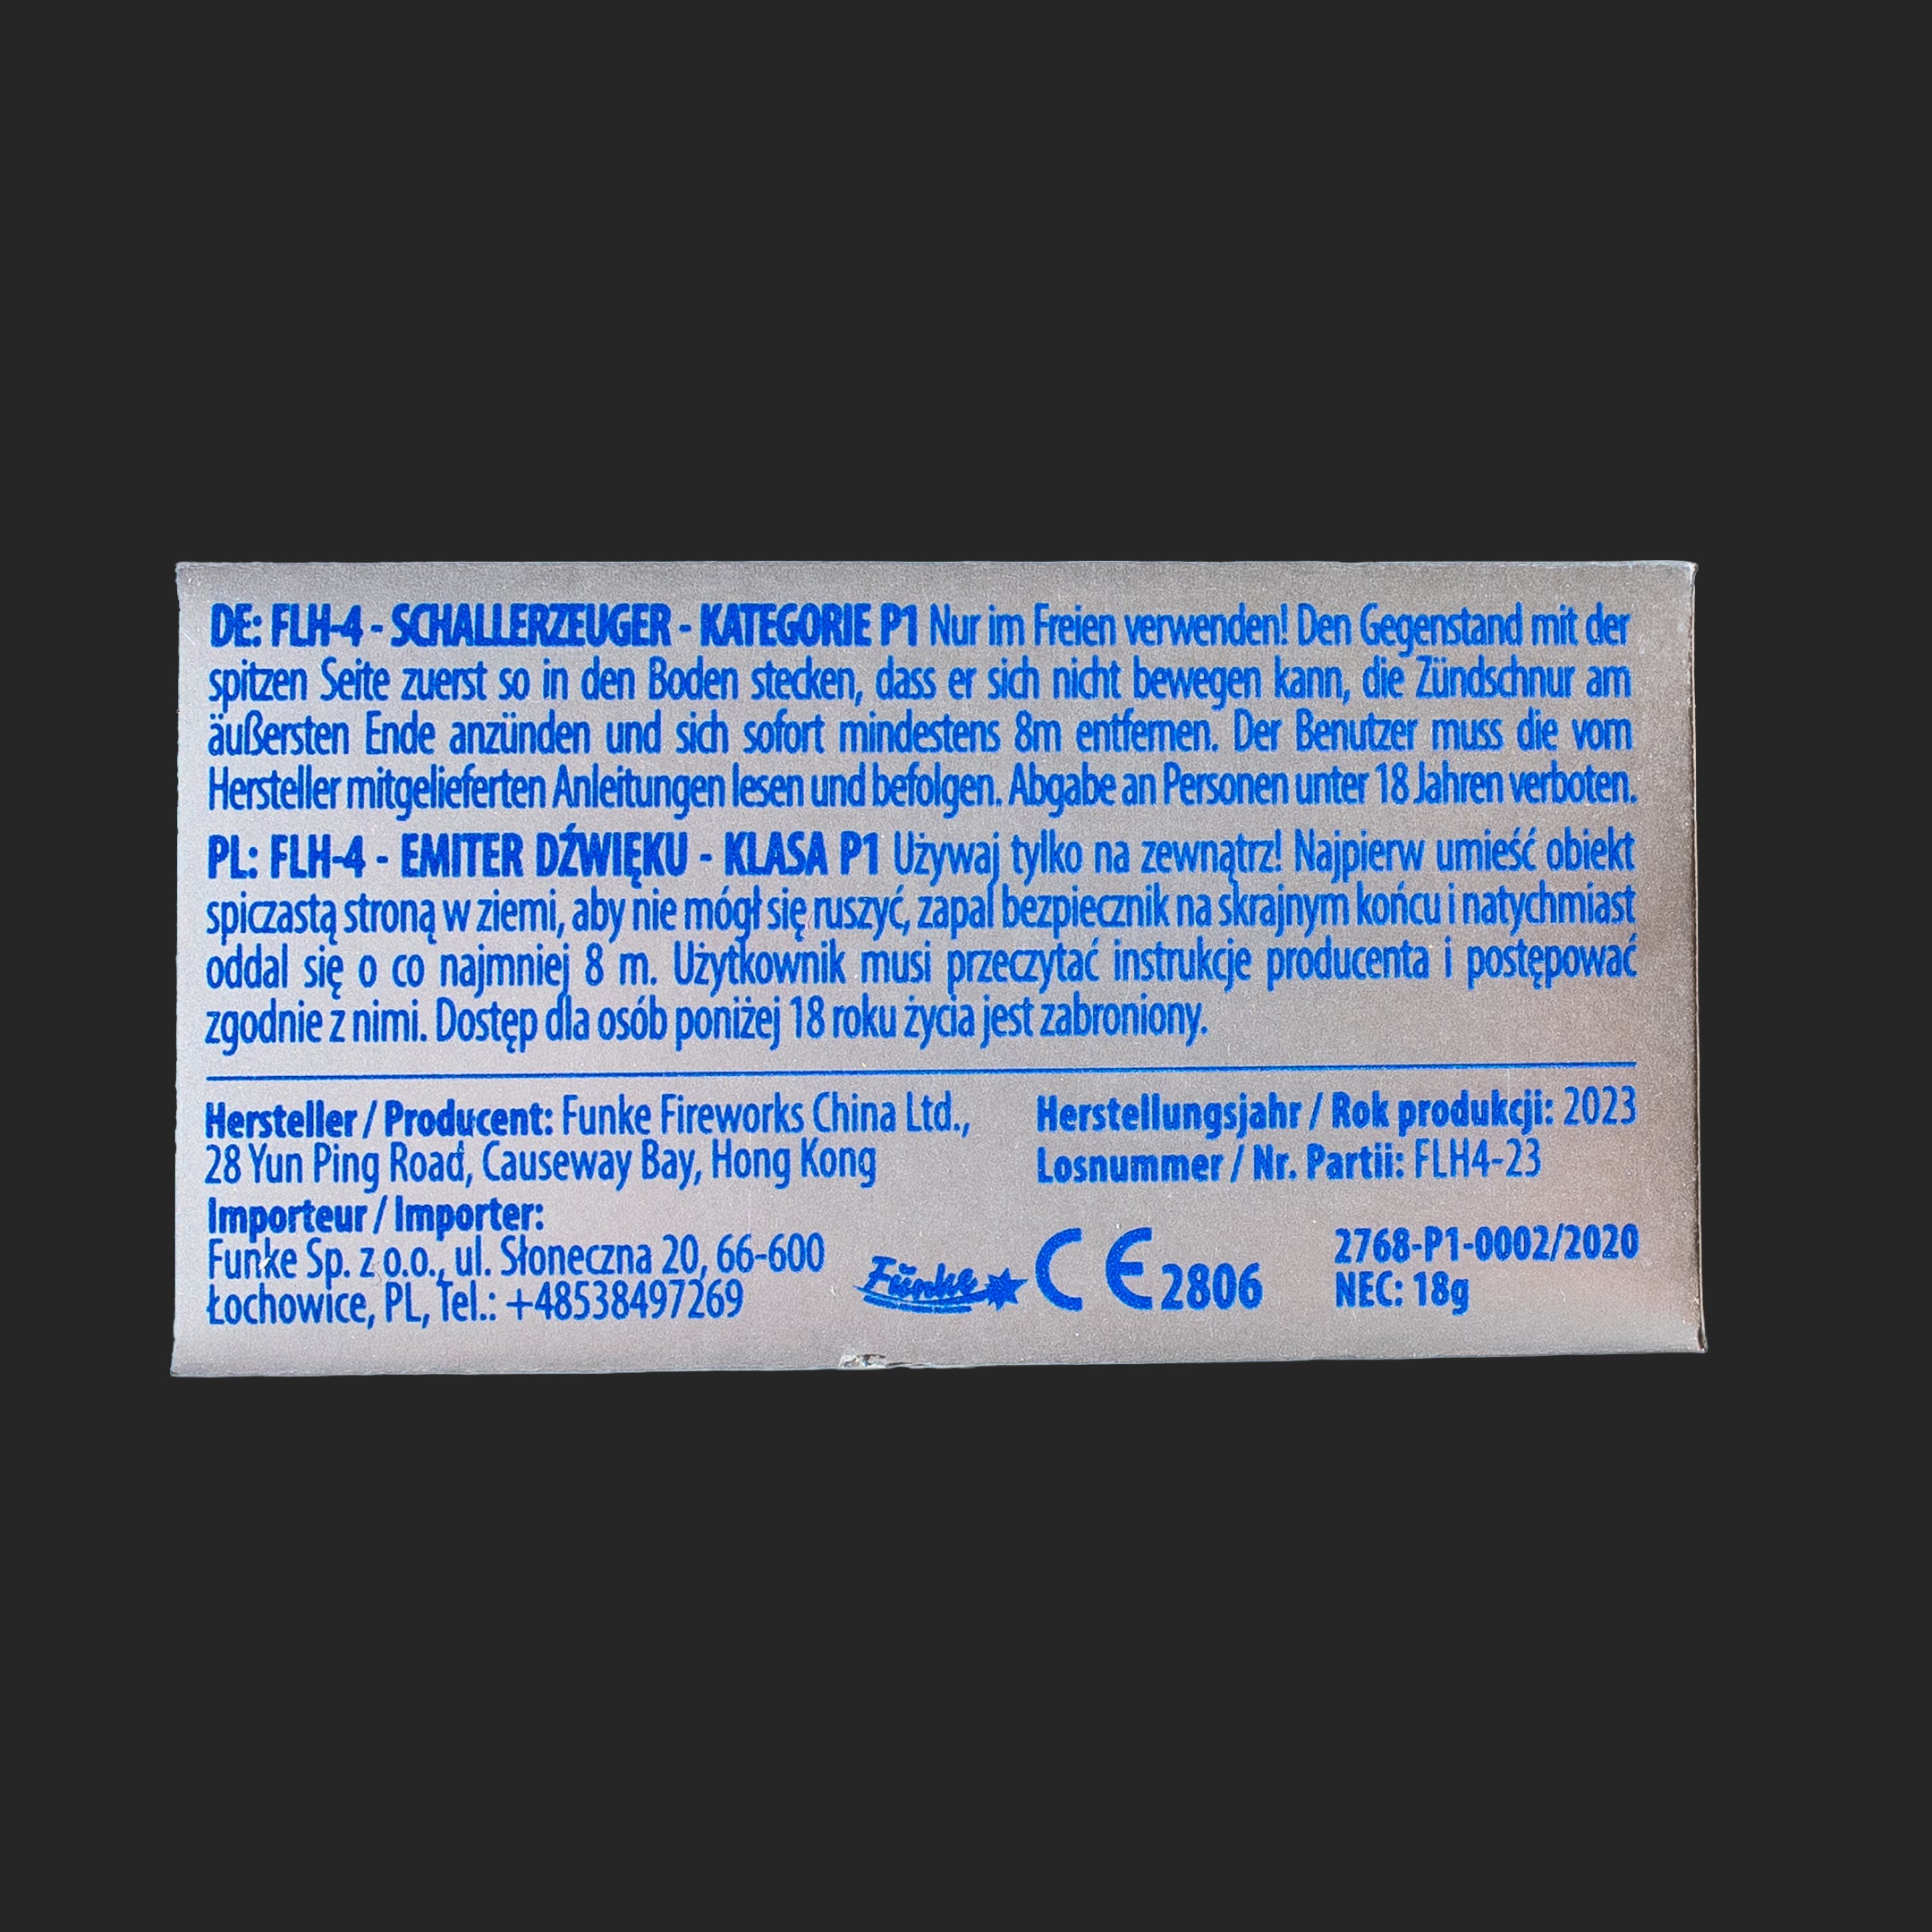 DE: FLH-4 - SCHALLERZEUGER - KATEGORIE P1 Nur im Freien verwenden! Den Gegenstand mit der
spitzen Seite zuerst so in den Boden stecken, dass er sich nicht bewegen kann, die Zündschnur am
äußersten Ende anzünden und sich sofort mindestens 8m entfernen. Der Benutzer muss die vom
Hersteller mitgelieferten Anleitungen lesen und befolgen. Abgabe an Personen unter 18 Jahren verboten.
PL: FLH-4 - EMITER DŹWIĘKU - KLASA P1 Używaj tylko na zewnątrz! Najpierw umieść obiekt
spiczastą stroną w ziemi, aby nie mógł się ruszyć, zapal bezpiecznik na skrajnym końcu i natychmiast
oddal się o co najmniej 8 m. Użytkownik musi przeczytać instrukcje producenta i postępować
zgodnie z nimi. Dostęp dla osób poniżej 18 roku życia jest zabroniony.
Hersteller / Producent: Funke Fireworks China Ltd.,
28 Yun Ping Road, Causeway Bay, Hong Kong
Importeur / Importer:
Funke Sp. z o.o., ul. Słoneczna 20, 66-600
Łochowice, PL, Tel.: +48538497269
Herstellungsjahr / Rok produkcji: 2023
Losnummer / Nr. Partii: FLH4-23
Funke CE 2806
2768-P1-0002/2020
NEC: 18g